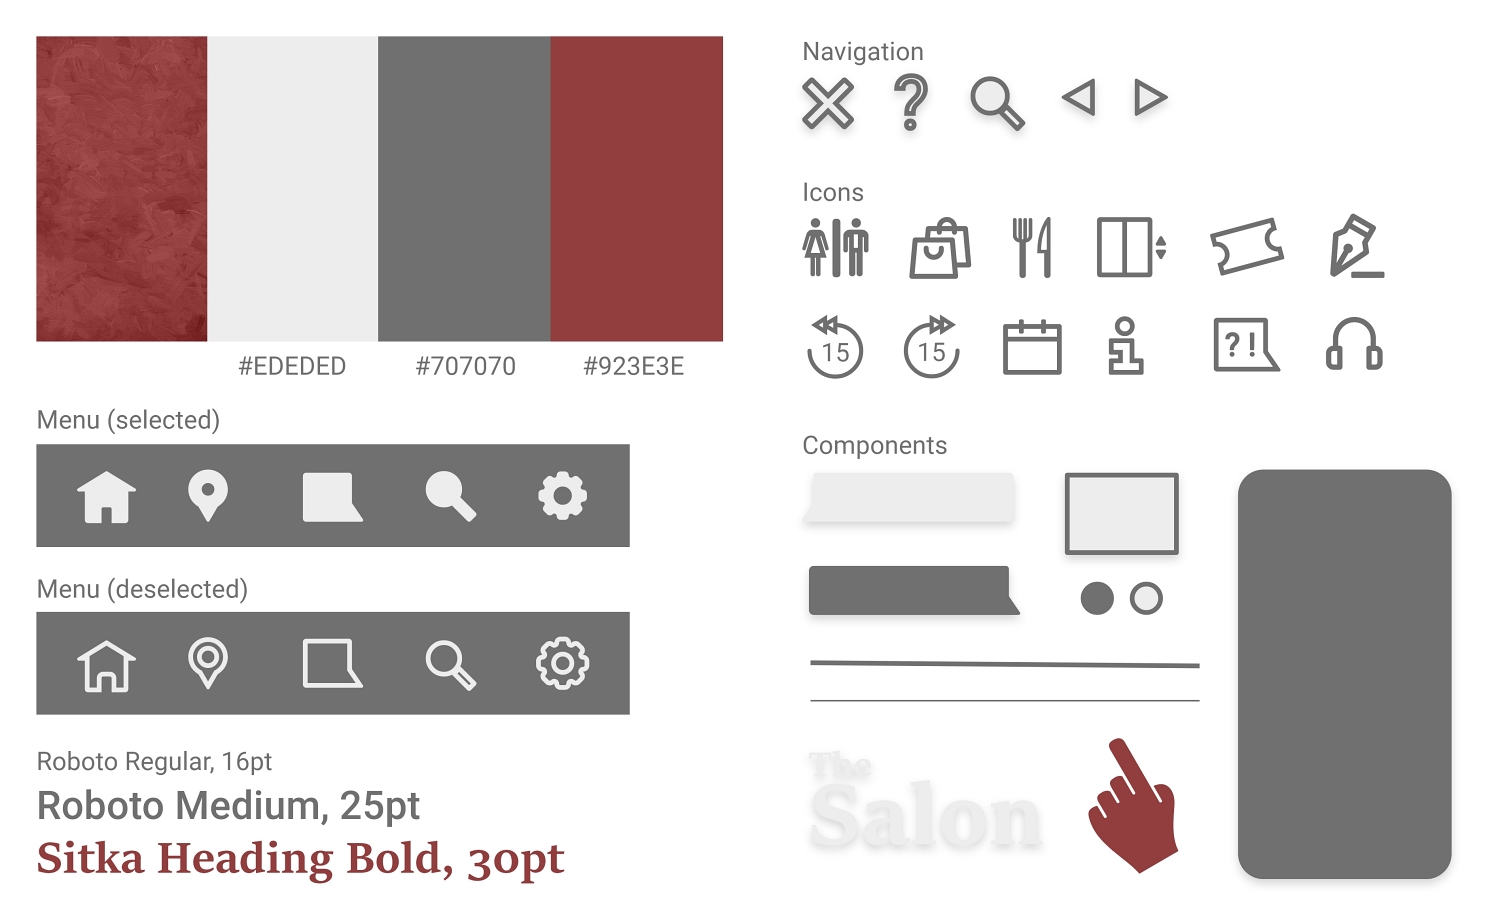 #EDEDED
#707070
#923E3E
Menu (selected)
Menu (deselected)
Roboto Regular, 16pt
Roboto Medium, 25pt
Sitka Heading Bold, 30pt
Navigation
?
Icons
15
15
?!
Components
The
Salon